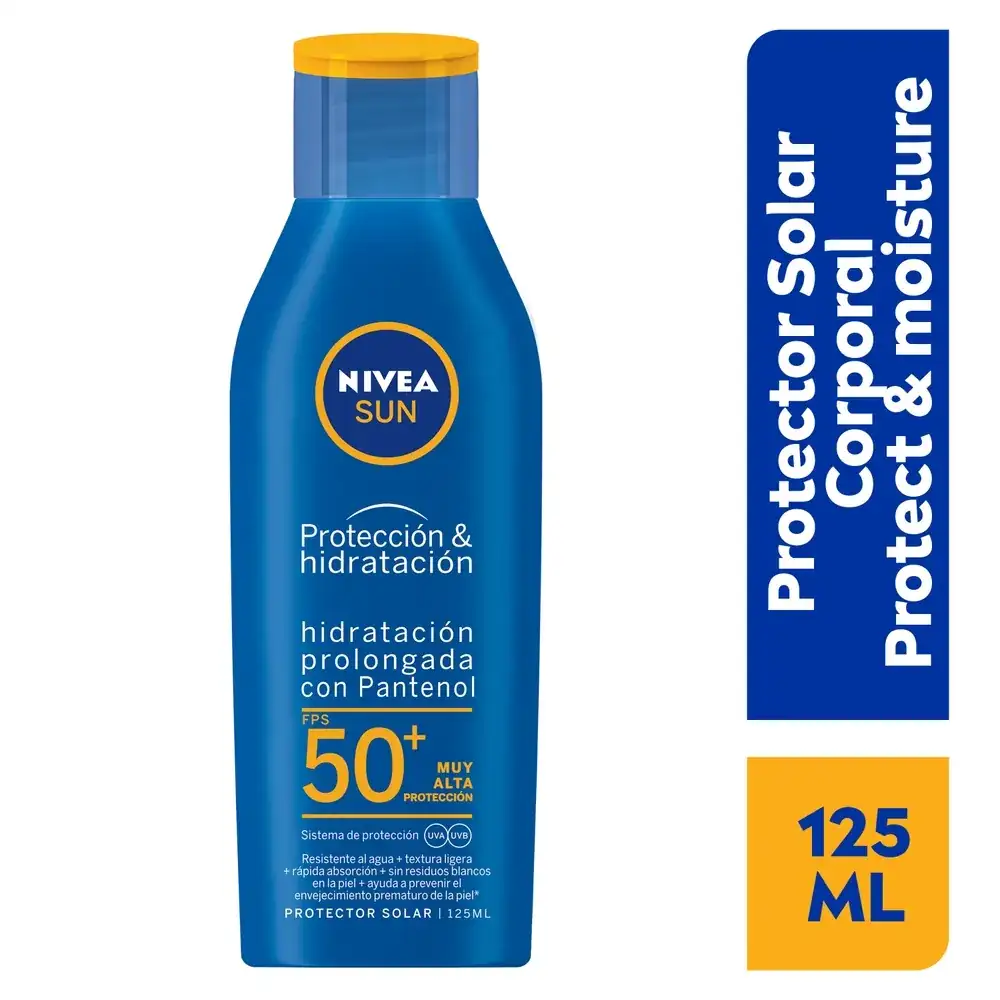 NIVEA
SUN
Protección &
hidratación
hidratación
prolongada
con Pantenol
FPS
50+
MUY
ALTA
PROTECCIÓN
Sistema de protección UVA UVB
Resistente al agua + textura ligera
+ rápida absorción + sin residuos blancos
en la piel + ayuda a prevenir el
envejecimiento prematuro de la piel*
PROTECTOR SOLAR | 125ML
Protector Solar
Corporal
Protect & moisture
125
ML